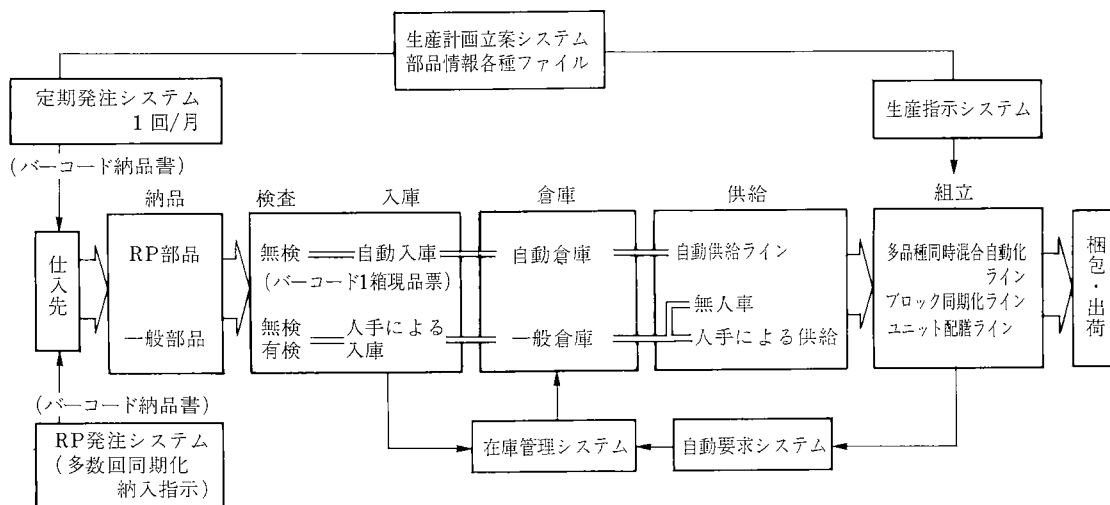 生産計画立案システム
部品情報各種ファイル
定期発注システム
1回/月
生産指示システム
(バーコード納品書)
納品
検査
入庫
倉庫
供給
組立
仕入先
RP部品
一般部品
無検
自動入庫
(バーコード1箱現品票)
無検
有検
人手による
入庫
自動倉庫
一般倉庫
自動供給ライン
無人車
人手による供給
多品種同時混合自動化
ライン
ブロック同期化ライン
ユニット配膳ライン
梱包・出荷
(バーコード納品書)
RP発注システム
(多数回同期化
納入指示)
在庫管理システム
自動要求システム